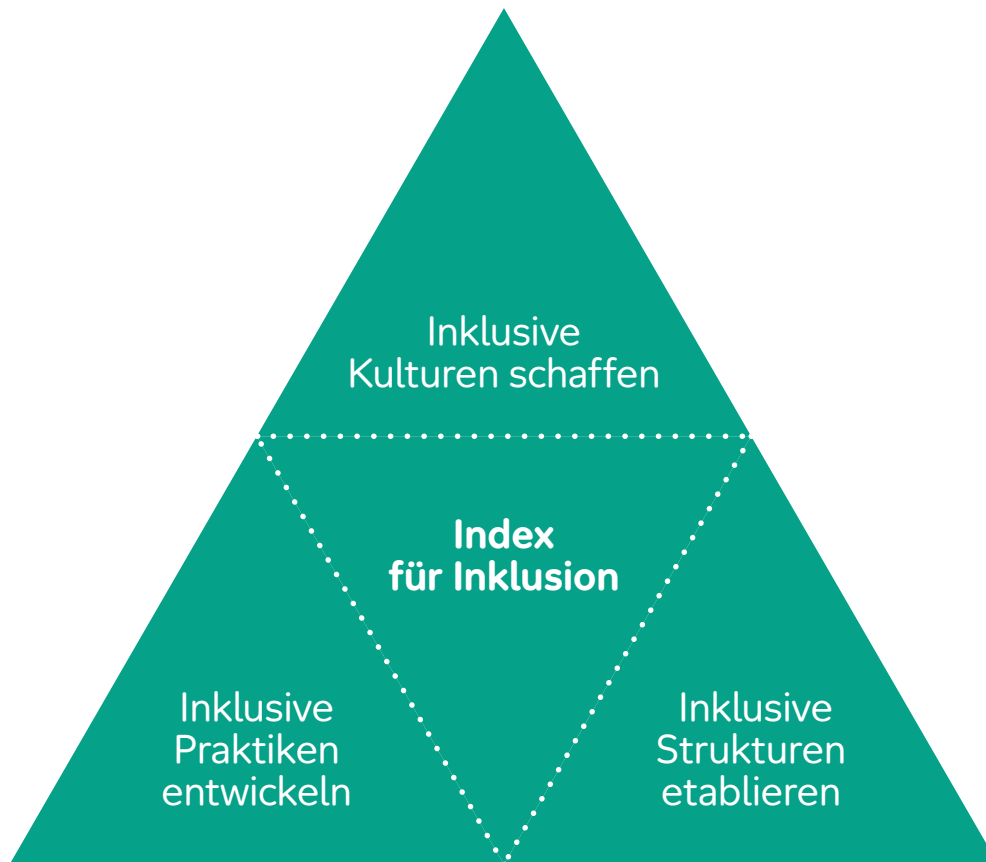 Inklusive
Kulturen schaffen
Index
für Inklusion
Inklusive
Praktiken
entwickeln
Inklusive
Strukturen
etablieren